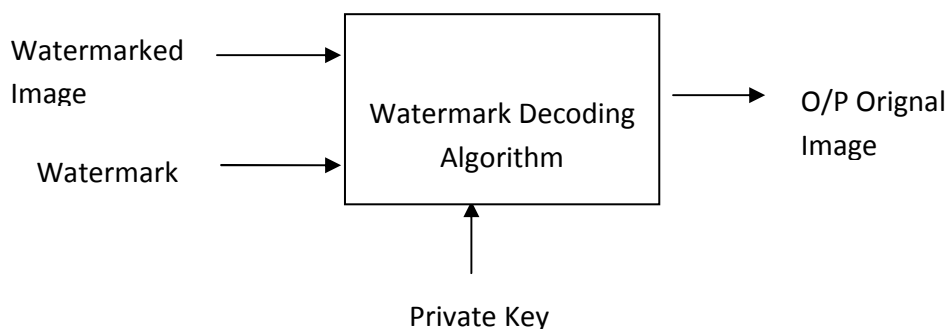 Watermarked
Image
Watermark
Watermark Decoding
Algorithm
O/P Orignal
Image
Private Key